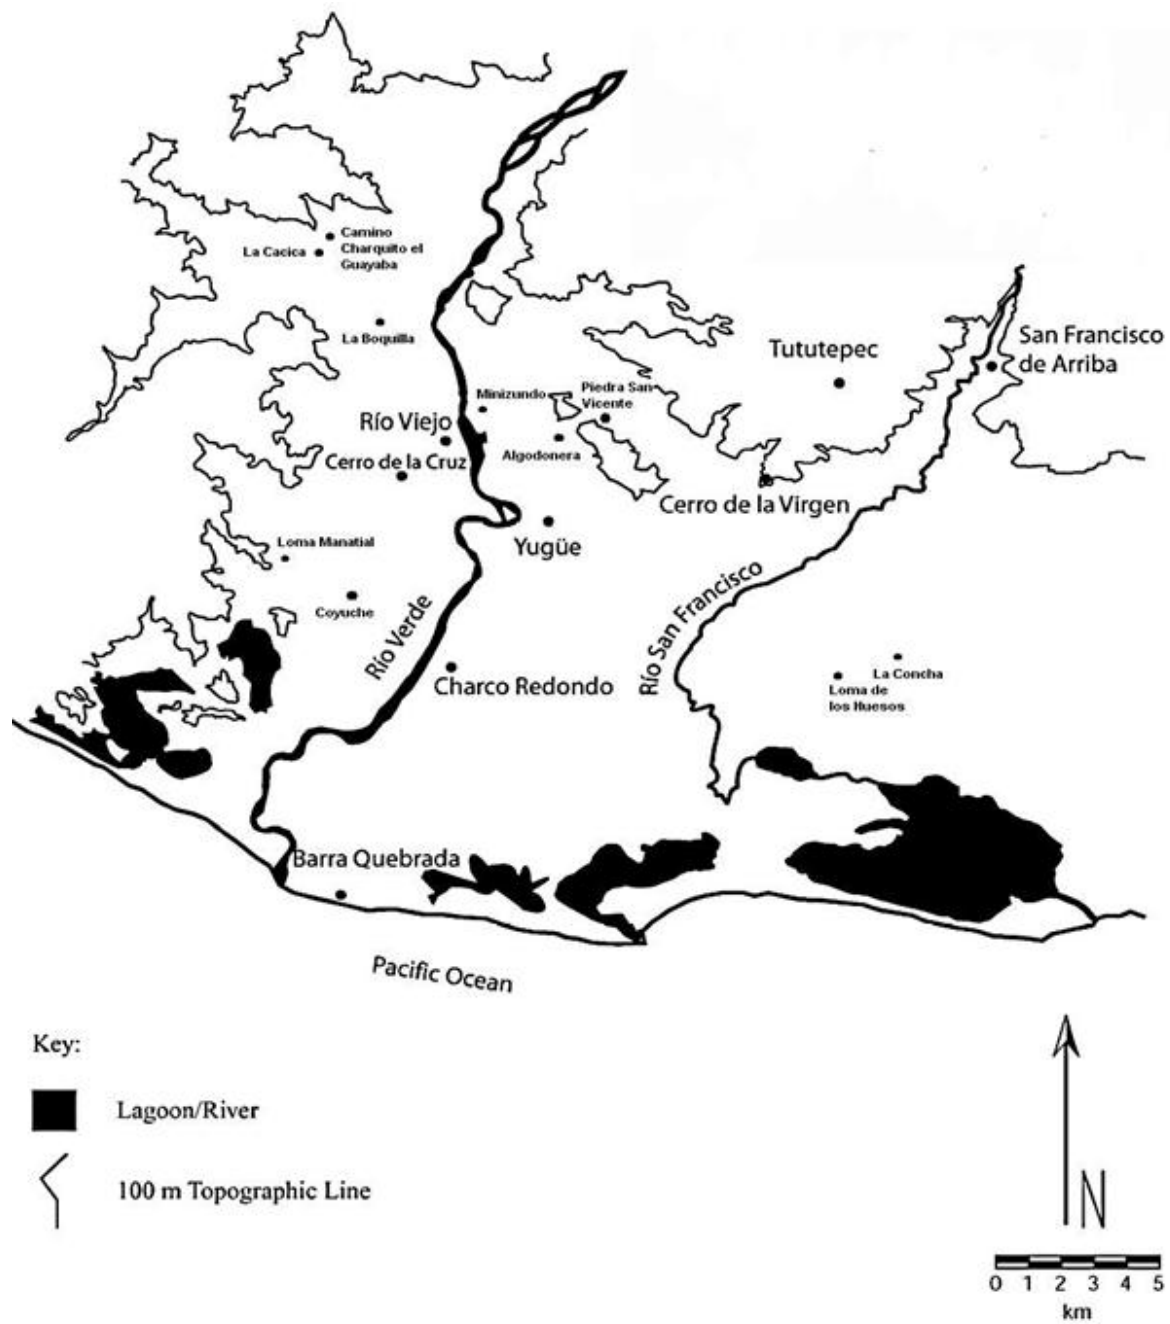 Camino
La Cacica
Charquito el
Guayaba
La Boquilla
San Francisco
de Arriba
Tututepec
Minizundo
Piedra San
Vicente
Río Viejo
Algodonera
Cerro de la Cruz
Cerro de la Virgen
Yugüe
Loma Manatial
Coyuche
Río Verde
Río San Francisco
Charco Redondo
La Concha
Loma de
los Huesos
Barra Quebrada
Pacific Ocean
Key:
Lagoon/River
100 m Topographic Line
N
0 1 2 3 4 5
km